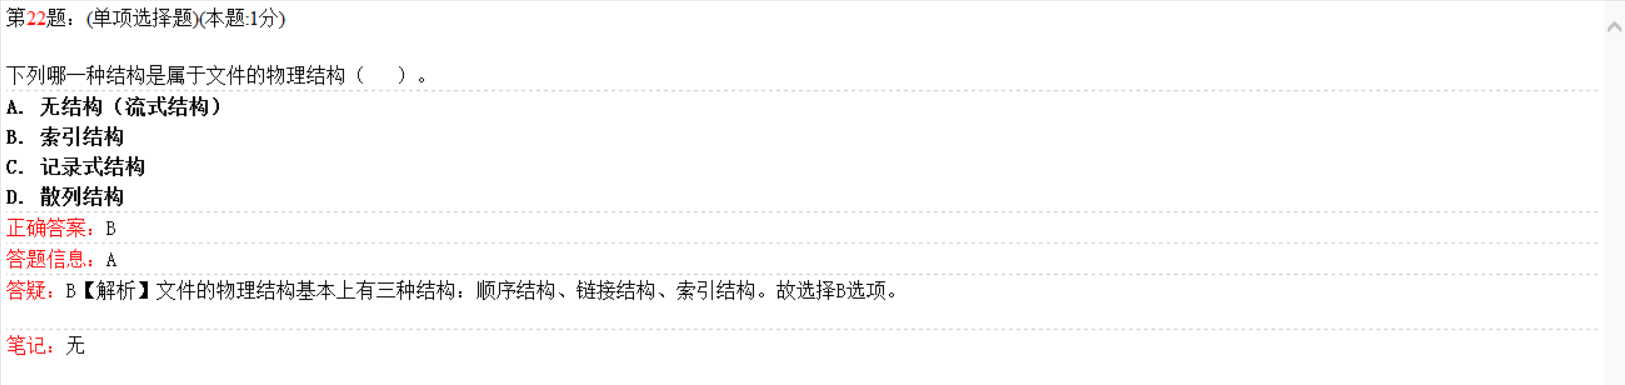 第22题：(单项选择题)(本题:1分)
下列哪一种结构是属于文件的物理结构（　　）。
A. 无结构（流式结构）
B. 索引结构
C. 记录式结构
D. 散列结构
正确答案：B
答题信息：A
答疑：B【解析】文件的物理结构基本上有三种结构：顺序结构、链接结构、索引结构。故选择B选项。
笔记：无